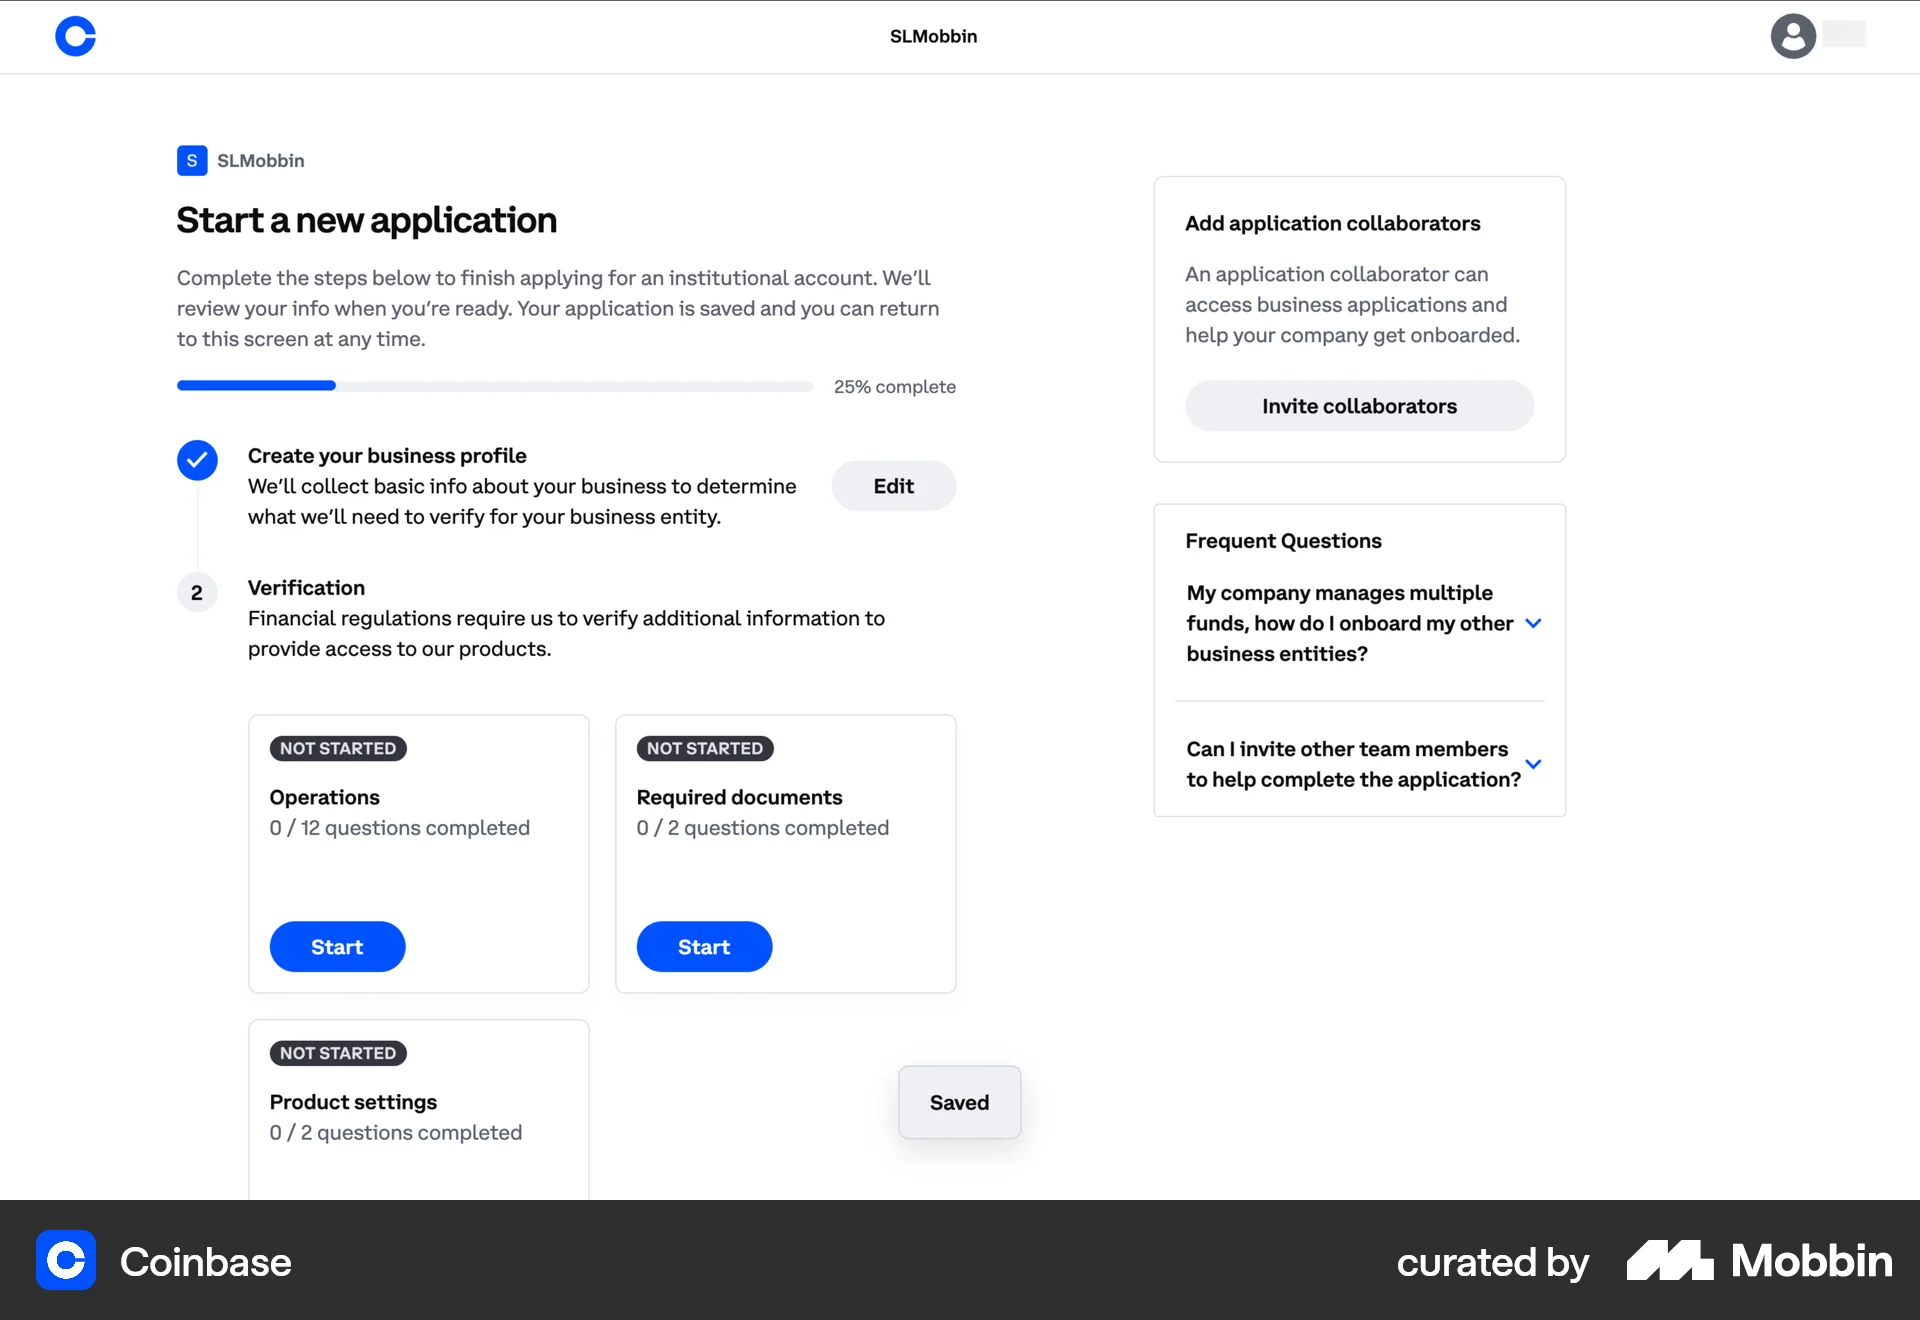 SLMobbin
S SLMobbin
Start a new application
Complete the steps below to finish applying for an institutional account. We’ll
review your info when you’re ready. Your application is saved and you can return
to this screen at any time.
25% complete
Create your business profile
We’ll collect basic info about your business to determine
what we’ll need to verify for your business entity.
Edit
2
Verification
Financial regulations require us to verify additional information to
provide access to our products.
NOT STARTED
Operations
0 / 12 questions completed
Start
NOT STARTED
Required documents
0 / 2 questions completed
Start
NOT STARTED
Product settings
0 / 2 questions completed
Saved
Add application collaborators
An application collaborator can
access business applications and
help your company get onboarded.
Invite collaborators
Frequent Questions
My company manages multiple
funds, how do I onboard my other
business entities?
Can I invite other team members
to help complete the application?
Coinbase
curated by Mobbin